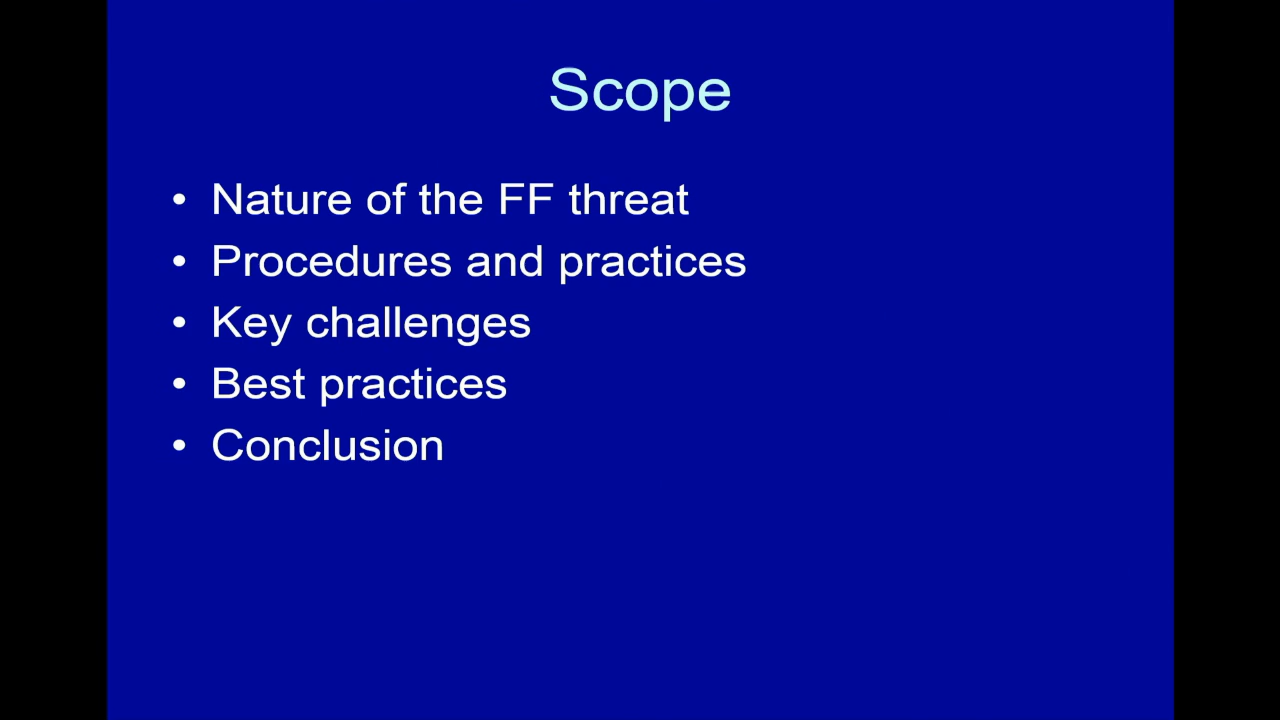 Scope
• Nature of the FF threat
• Procedures and practices
• Key challenges
• Best practices
• Conclusion